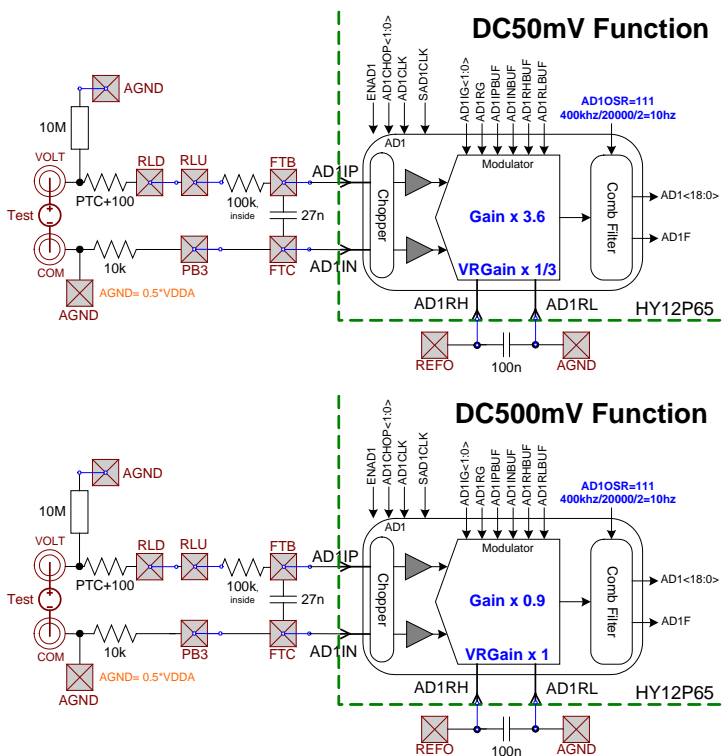 DC50mV Function
AGND
ENAD1
AD1CHOP<1:0>
AD1CLK
SAD1CLK
AD1IG<1:0>
AD1RG
AD1IPBUF
AD1INBUF
AD1RHBUF
AD1RLBUF
AD1OSR=111
400khz/20000/2=10hz
10M
AD1
VOLT
RLD
RLU
FTB
AD1IP
Modulator
PTC+100
100k,
inside
Chopper
Comb Filter
AD1<18:0>
Test
27n
Gain x 3.6
AD1F
10k
COM
PB3
FTC
AD1IN
VRGain x 1/3
AGND= 0.5*VDDA
AGND
AD1RH
AD1RL
HY12P65
REFO
100n
AGND
DC500mV Function
AGND
ENAD1
AD1CHOP<1:0>
AD1CLK
SAD1CLK
AD1IG<1:0>
AD1RG
AD1IPBUF
AD1INBUF
AD1RHBUF
AD1RLBUF
AD1OSR=111
400khz/20000/2=10hz
10M
AD1
VOLT
RLD
RLU
FTB
AD1IP
Modulator
PTC+100
100k,
inside
Chopper
Comb Filter
AD1<18:0>
Test
27n
Gain x 0.9
AD1F
10k
COM
PB3
FTC
AD1IN
VRGain x 1
AGND= 0.5*VDDA
AGND
AD1RH
AD1RL
HY12P65
REFO
100n
AGND